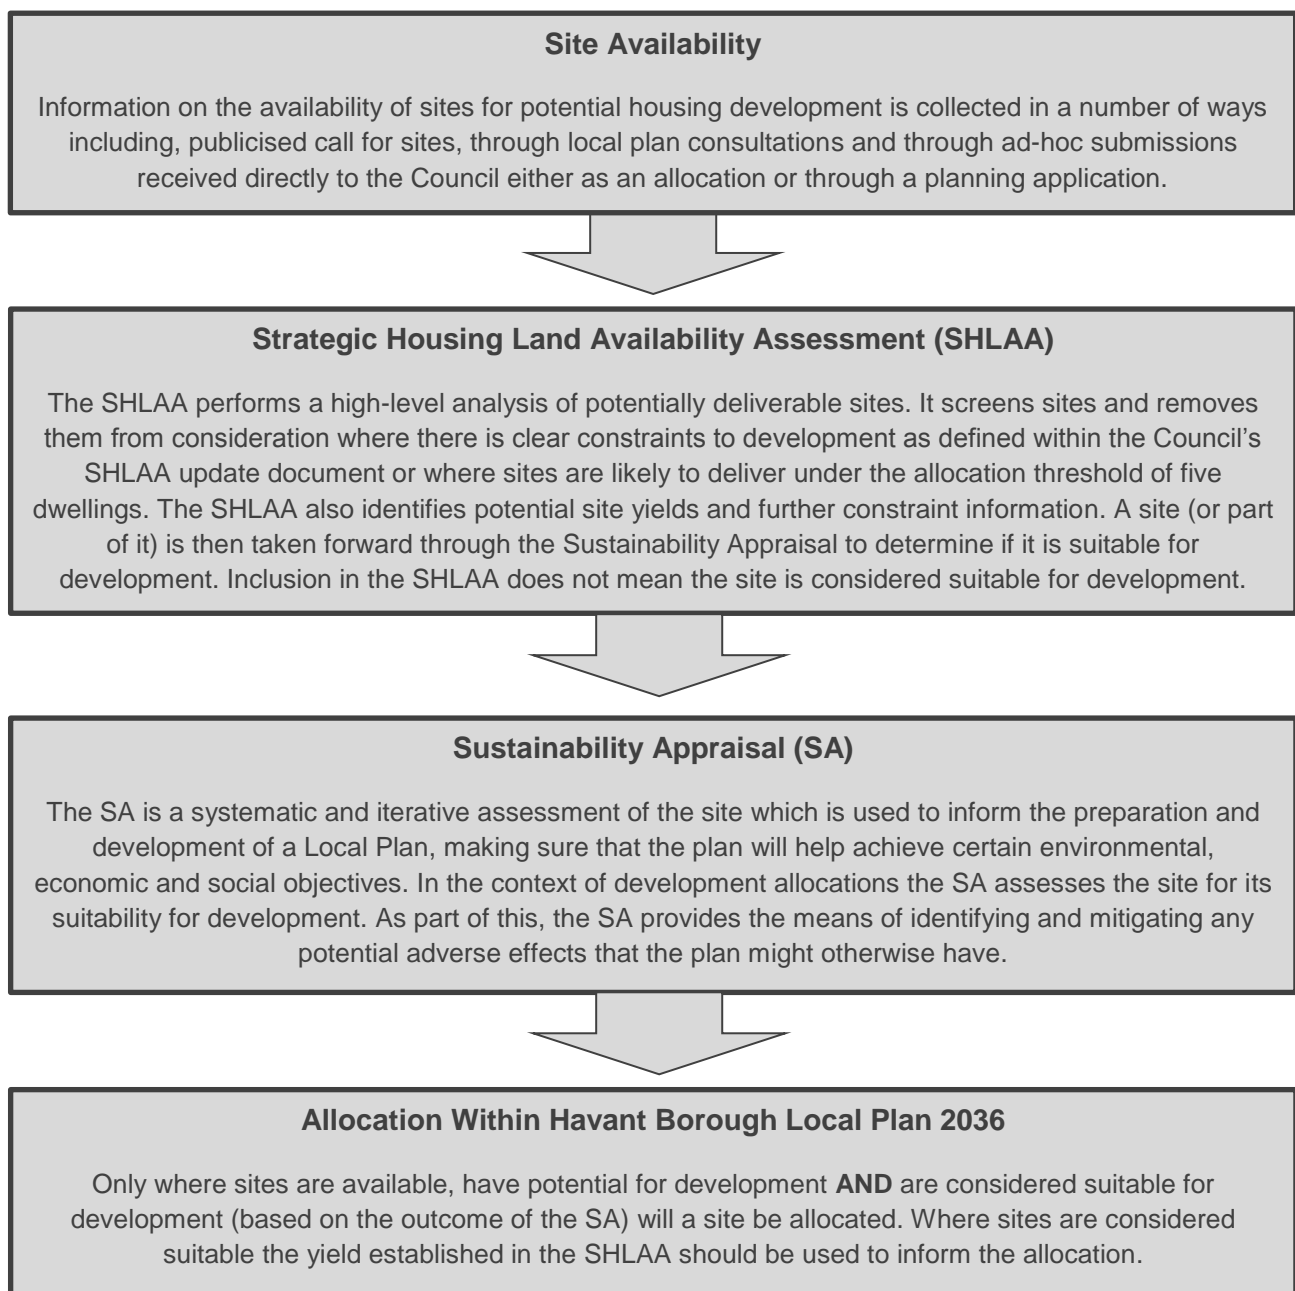 Site Availability
Information on the availability of sites for potential housing development is collected in a number of ways
including, publicised call for sites, through local plan consultations and through ad-hoc submissions
received directly to the Council either as an allocation or through a planning application.
Strategic Housing Land Availability Assessment (SHLAA)
The SHLAA performs a high-level analysis of potentially deliverable sites. It screens sites and removes
them from consideration where there is clear constraints to development as defined within the Council's
SHLAA update document or where sites are likely to deliver under the allocation threshold of five
dwellings. The SHLAA also identifies potential site yields and further constraint information. A site (or part
of it) is then taken forward through the Sustainability Appraisal to determine if it is suitable for
development. Inclusion in the SHLAA does not mean the site is considered suitable for development.
Sustainability Appraisal (SA)
The SA is a systematic and iterative assessment of the site which is used to inform the preparation and
development of a Local Plan, making sure that the plan will help achieve certain environmental,
economic and social objectives. In the context of development allocations the SA assesses the site for its
suitability for development. As part of this, the SA provides the means of identifying and mitigating any
potential adverse effects that the plan might otherwise have.
Allocation Within Havant Borough Local Plan 2036
Only where sites are available, have potential for development AND are considered suitable for
development (based on the outcome of the SA) will a site be allocated. Where sites are considered
suitable the yield established in the SHLAA should be used to inform the allocation.